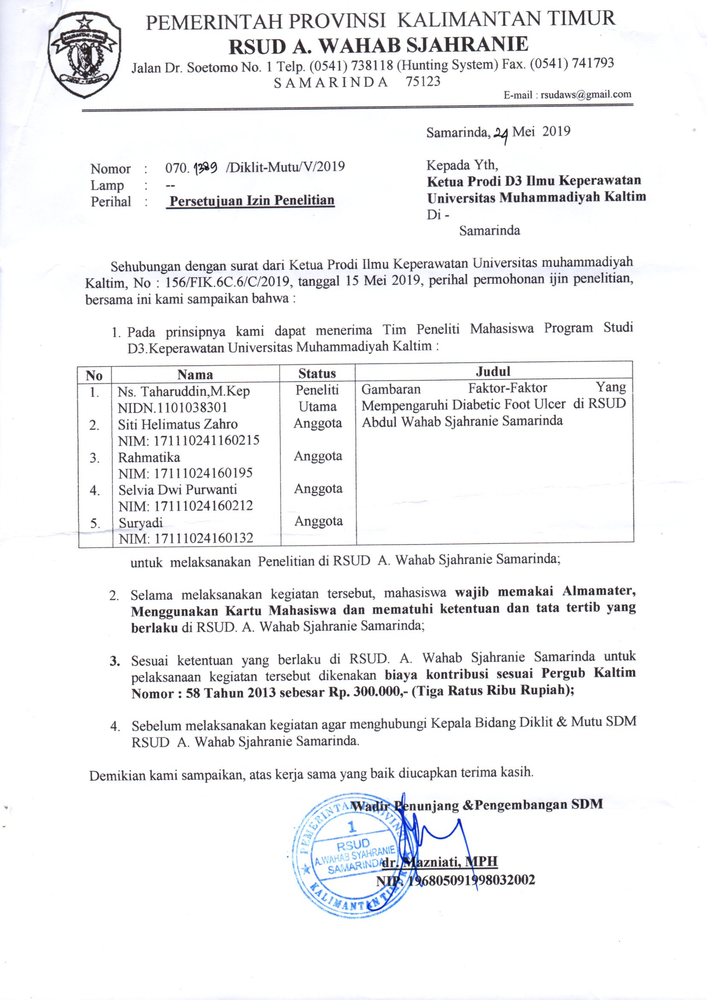 PEMERINTAH PROVINSI KALIMANTAN TIMUR
RSUD A. WAHAB SJAHRANIE
Jalan Dr. Soetomo No. 1 Telp. (0541) 738118 (Hunting System) Fax. (0541) 741793
SAMARINDA 75123
E-mail : rsudaws@gmail.com
Samarinda, 24 Mei 2019
Nomor : 070. 1389 /Diklit-Mutu/V/2019
Lamp : --
Perihal : Persetujuan Izin Penelitian
Kepada Yth,
Ketua Prodi D3 Ilmu Keperawatan
Universitas Muhammadiyah Kaltim
Di -
Samarinda
Sehubungan dengan surat dari Ketua Prodi Ilmu Keperawatan Universitas muhammadiyah
Kaltim, No : 156/FIK.6C.6/C/2019, tanggal 15 Mei 2019, perihal permohonan ijin penelitian,
bersama ini kami sampaikan bahwa :
1. Pada prinsipnya kami dapat menerima Tim Peneliti Mahasiswa Program Studi
D3.Keperawatan Universitas Muhammadiyah Kaltim :
No Nama Status Judul
1. Ns. Taharuddin,M.Kep Peneliti Gambaran Faktor-Faktor Yang
NIDN.1101038301 Utama Mempengaruhi Diabetic Foot Ulcer di RSUD
2. Siti Helimatus Zahro Anggota Abdul Wahab Sjahranie Samarinda
NIM: 171110241160215
3. Rahmatika Anggota
NIM: 17111024160195
4. Selvia Dwi Purwanti Anggota
NIM: 17111024160212
5. Suryadi Anggota
NIM: 17111024160132
untuk melaksanakan Penelitian di RSUD A. Wahab Sjahranie Samarinda;
2. Selama melaksanakan kegiatan tersebut, mahasiswa wajib memakai Almamater,
Menggunakan Kartu Mahasiswa dan mematuhi ketentuan dan tata tertib yang
berlaku di RSUD. A. Wahab Sjahranie Samarinda;
3. Sesuai ketentuan yang berlaku di RSUD. A. Wahab Sjahranie Samarinda untuk
pelaksanaan kegiatan tersebut dikenakan biaya kontribusi sesuai Pergub Kaltim
Nomor : 58 Tahun 2013 sebesar Rp. 300.000,- (Tiga Ratus Ribu Rupiah);
4. Sebelum melaksanakan kegiatan agar menghubungi Kepala Bidang Diklit & Mutu SDM
RSUD A. Wahab Sjahranie Samarinda.
Demikian kami sampaikan, atas kerja sama yang baik diucapkan terima kasih.
Wadir Penunjang &Pengembangan SDM
PEMERINTAH PROVINSI
1
RSUD
A.WAHAB SYAHRANIE
SAMARINDA
KALIMANTAN TIMUR
dr. Mazniati, MPH
NIP. 196805091998032002